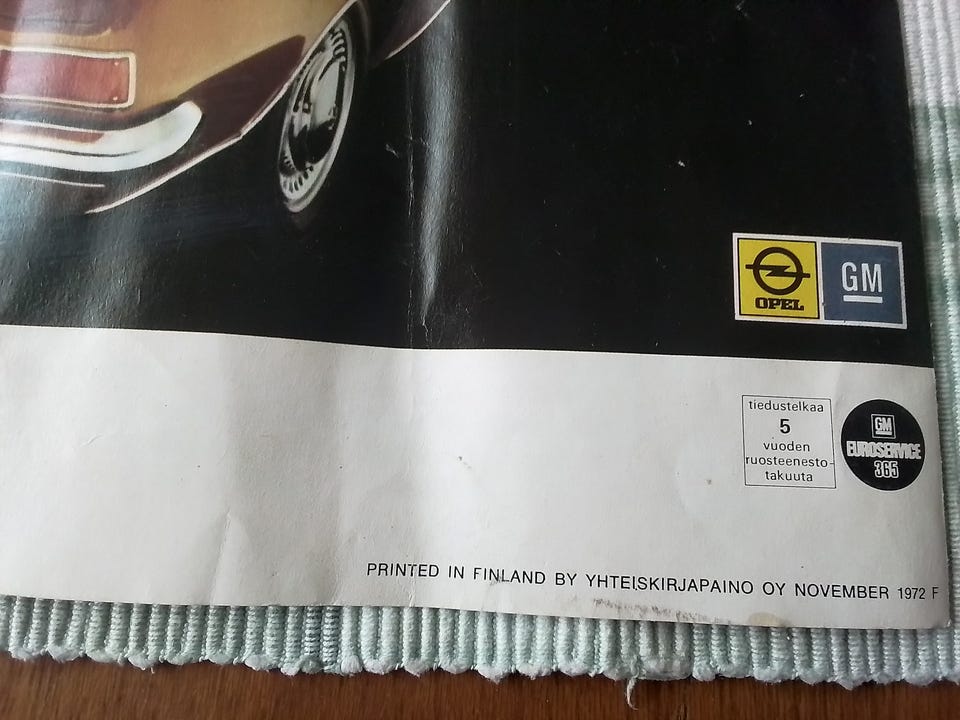 OPEL
GM
tiedustelkaa
5
vuoden
ruosteenesto-
takuuta
GM
EUROSERVICE
365
PRINTED IN FINLAND BY YHTEISKIRJAPAINO OY NOVEMBER 1972 F